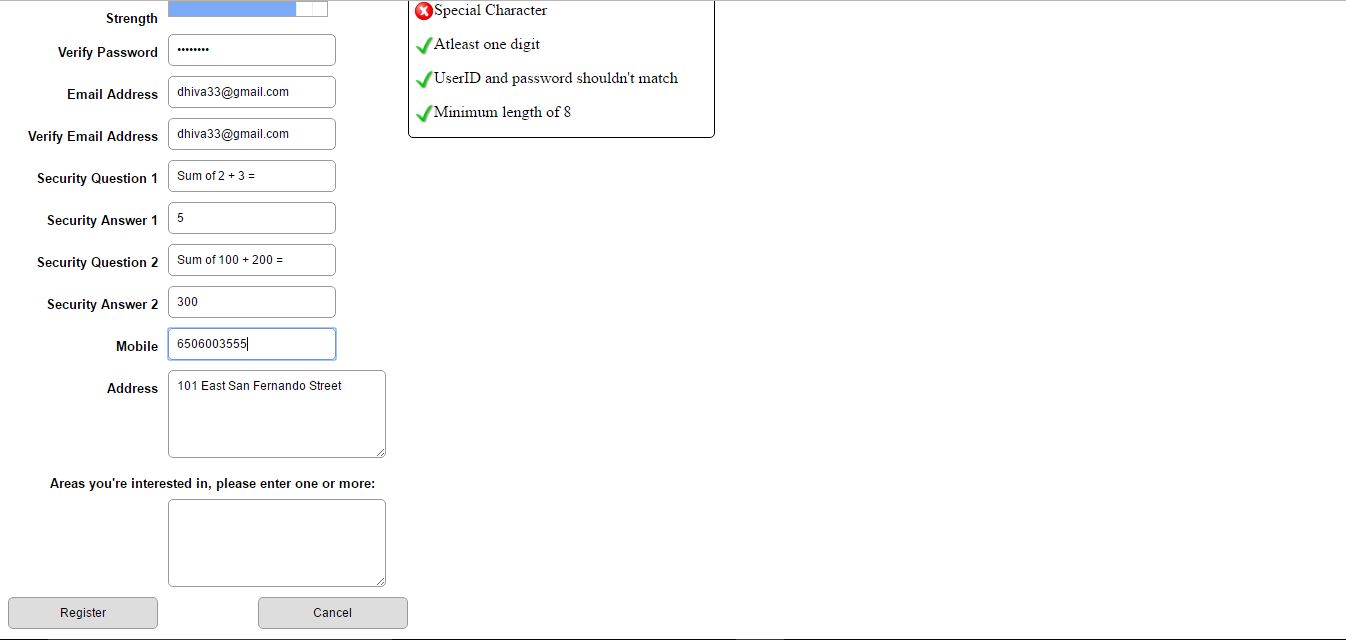 Strength
Special Character
Verify Password ••••••••
Atleast one digit
UserID and password shouldn't match
Email Address dhiva33@gmail.com
Minimum length of 8
Verify Email Address dhiva33@gmail.com
Security Question 1 Sum of 2 + 3 =
Security Answer 1 5
Security Question 2 Sum of 100 + 200 =
Security Answer 2 300
Mobile 6506003555
Address 101 East San Fernando Street
Areas you're interested in, please enter one or more:
Register Cancel